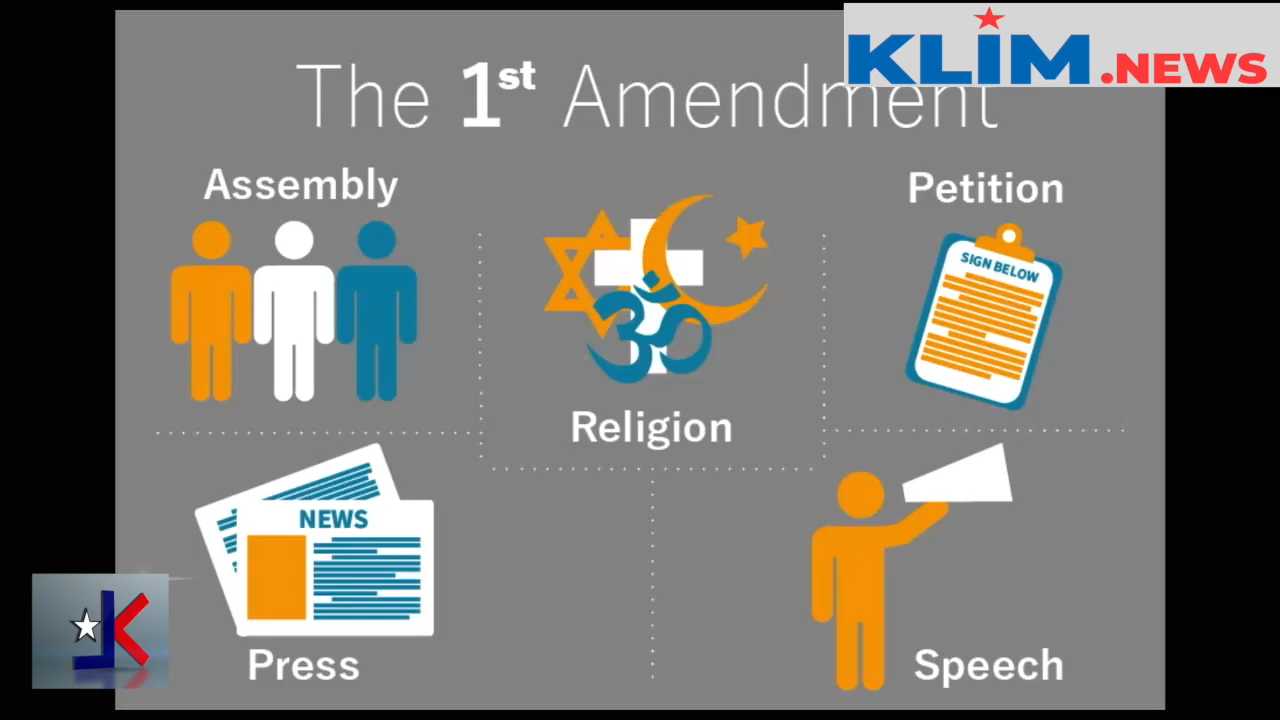 KLIM.NEWS
The 1st Amendment
Assembly
Petition
SIGN BELOW
Religion
NEWS
Press
Speech